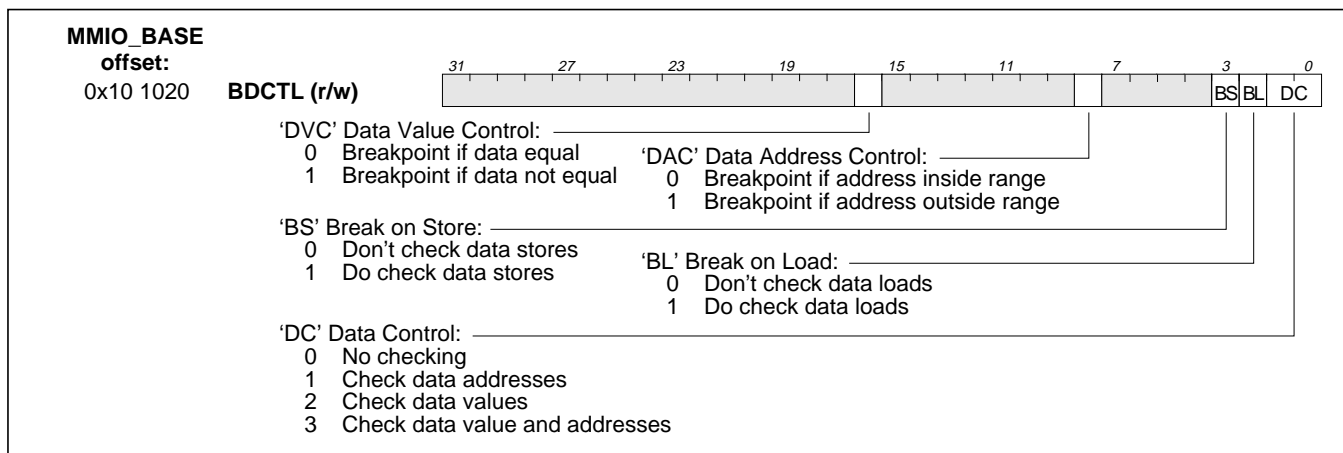 MMIO_BASE
offset:
31 27 23 19 15 11 7 3 0
0x10 1020 BDCTL (r/w) BS BL DC
‘DVC’ Data Value Control:
0 Breakpoint if data equal
1 Breakpoint if data not equal
‘DAC’ Data Address Control:
0 Breakpoint if address inside range
1 Breakpoint if address outside range
‘BS’ Break on Store:
0 Don't check data stores
1 Do check data stores
‘BL’ Break on Load:
0 Don't check data loads
1 Do check data loads
‘DC’ Data Control:
0 No checking
1 Check data addresses
2 Check data values
3 Check data value and addresses